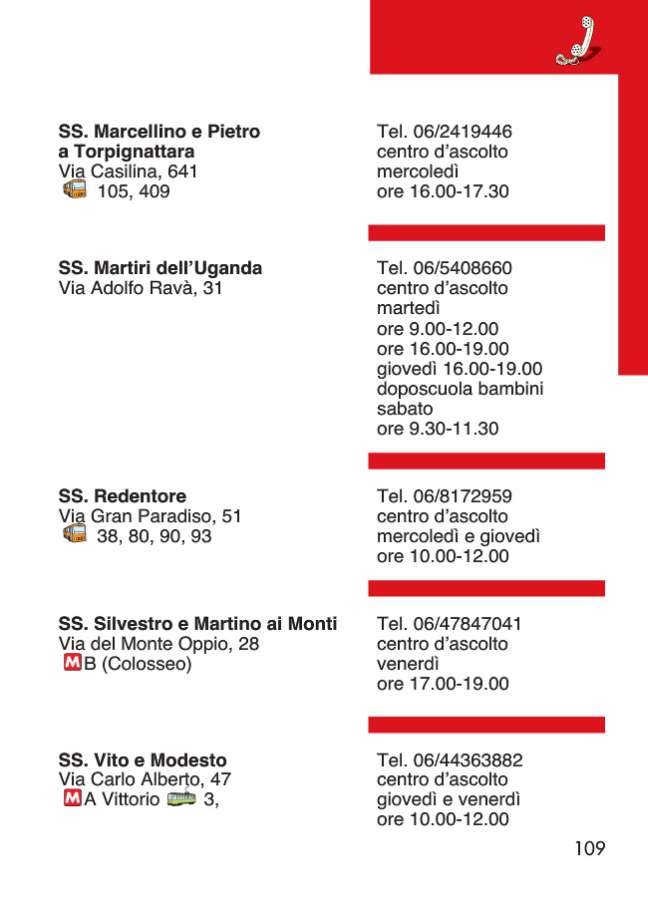 SS. Marcellino e Pietro
a Torpignattara
Via Casilina, 641
105, 409
Tel. 06/2419446
centro d'ascolto
mercoledì
ore 16.00-17.30
SS. Martiri dell'Uganda
Via Adolfo Ravà, 31
Tel. 06/5408660
centro d'ascolto
martedì
ore 9.00-12.00
ore 16.00-19.00
giovedì 16.00-19.00
doposcuola bambini
sabato
ore 9.30-11.30
SS. Redentore
Via Gran Paradiso, 51
38, 80, 90, 93
Tel. 06/8172959
centro d'ascolto
mercoledì e giovedì
ore 10.00-12.00
SS. Silvestro e Martino ai Monti
Via del Monte Oppio, 28
M B (Colosseo)
Tel. 06/47847041
centro d'ascolto
venerdì
ore 17.00-19.00
SS. Vito e Modesto
Via Carlo Alberto, 47
M A Vittorio 3,
Tel. 06/44363882
centro d'ascolto
giovedì e venerdì
ore 10.00-12.00
109